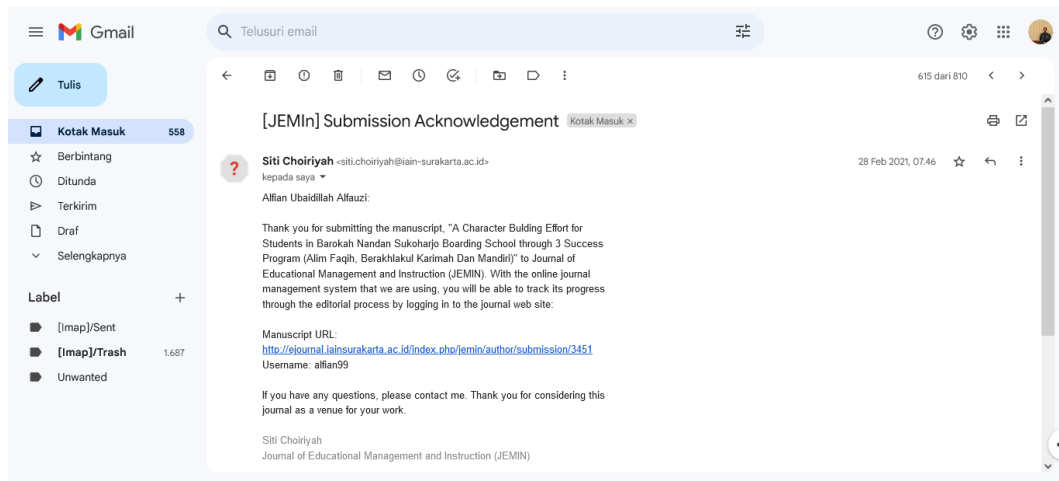 Gmail
Telusuri email
Tulis
615 dari 810
Kotak Masuk 558
Berbintang
Ditunda
Terkirim
Draf
Selengkapnya
Label
[Imap]/Sent
[Imap]/Trash 1.687
Unwanted
[JEMIn] Submission Acknowledgement Kotak Masuk ×
Siti Choiriyah <siti.choiriyah@iain-surakarta.ac.id> 28 Feb 2021, 07.46
kepada saya
Alfian Ubaidillah Alfauzi:
Thank you for submitting the manuscript, "A Character Bulding Effort for
Students in Barokah Nandan Sukoharjo Boarding School through 3 Success
Program (Alim Faqih, Berakhlakul Karimah Dan Mandiri)" to Journal of
Educational Management and Instruction (JEMIN). With the online journal
management system that we are using, you will be able to track its progress
through the editorial process by logging in to the journal web site:
Manuscript URL:
http://ejournal.iainsurakarta.ac.id/index.php/jemin/author/submission/3451
Username: alfian99
If you have any questions, please contact me. Thank you for considering this
journal as a venue for your work.
Siti Choiriyah
Journal of Educational Management and Instruction (JEMIN)